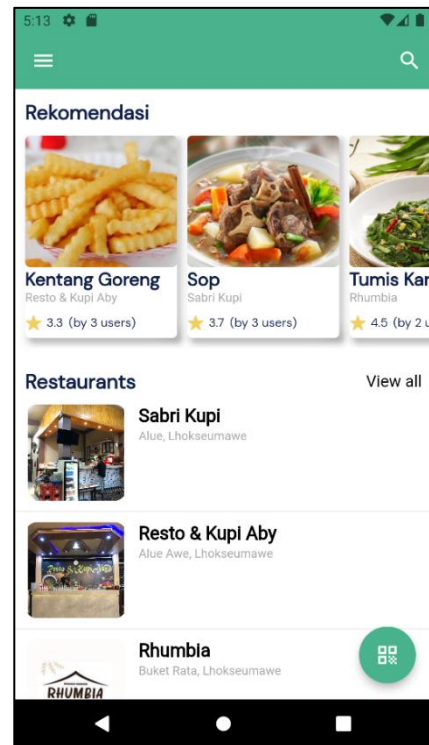 5:13
Rekomendasi
Kentang Goreng
Resto & Kupi Aby
3.3 (by 3 users)
Sop
Sabri Kupi
3.7 (by 3 users)
Tumis Kan
Rhumbia
4.5 (by 2 u
Restaurants
View all
Sabri Kupi
Alue, Lhokseumawe
Resto & Kupi Aby
Alue Awe, Lhokseumawe
Rhumbia
Buket Rata, Lhokseumawe
RHUMBIA